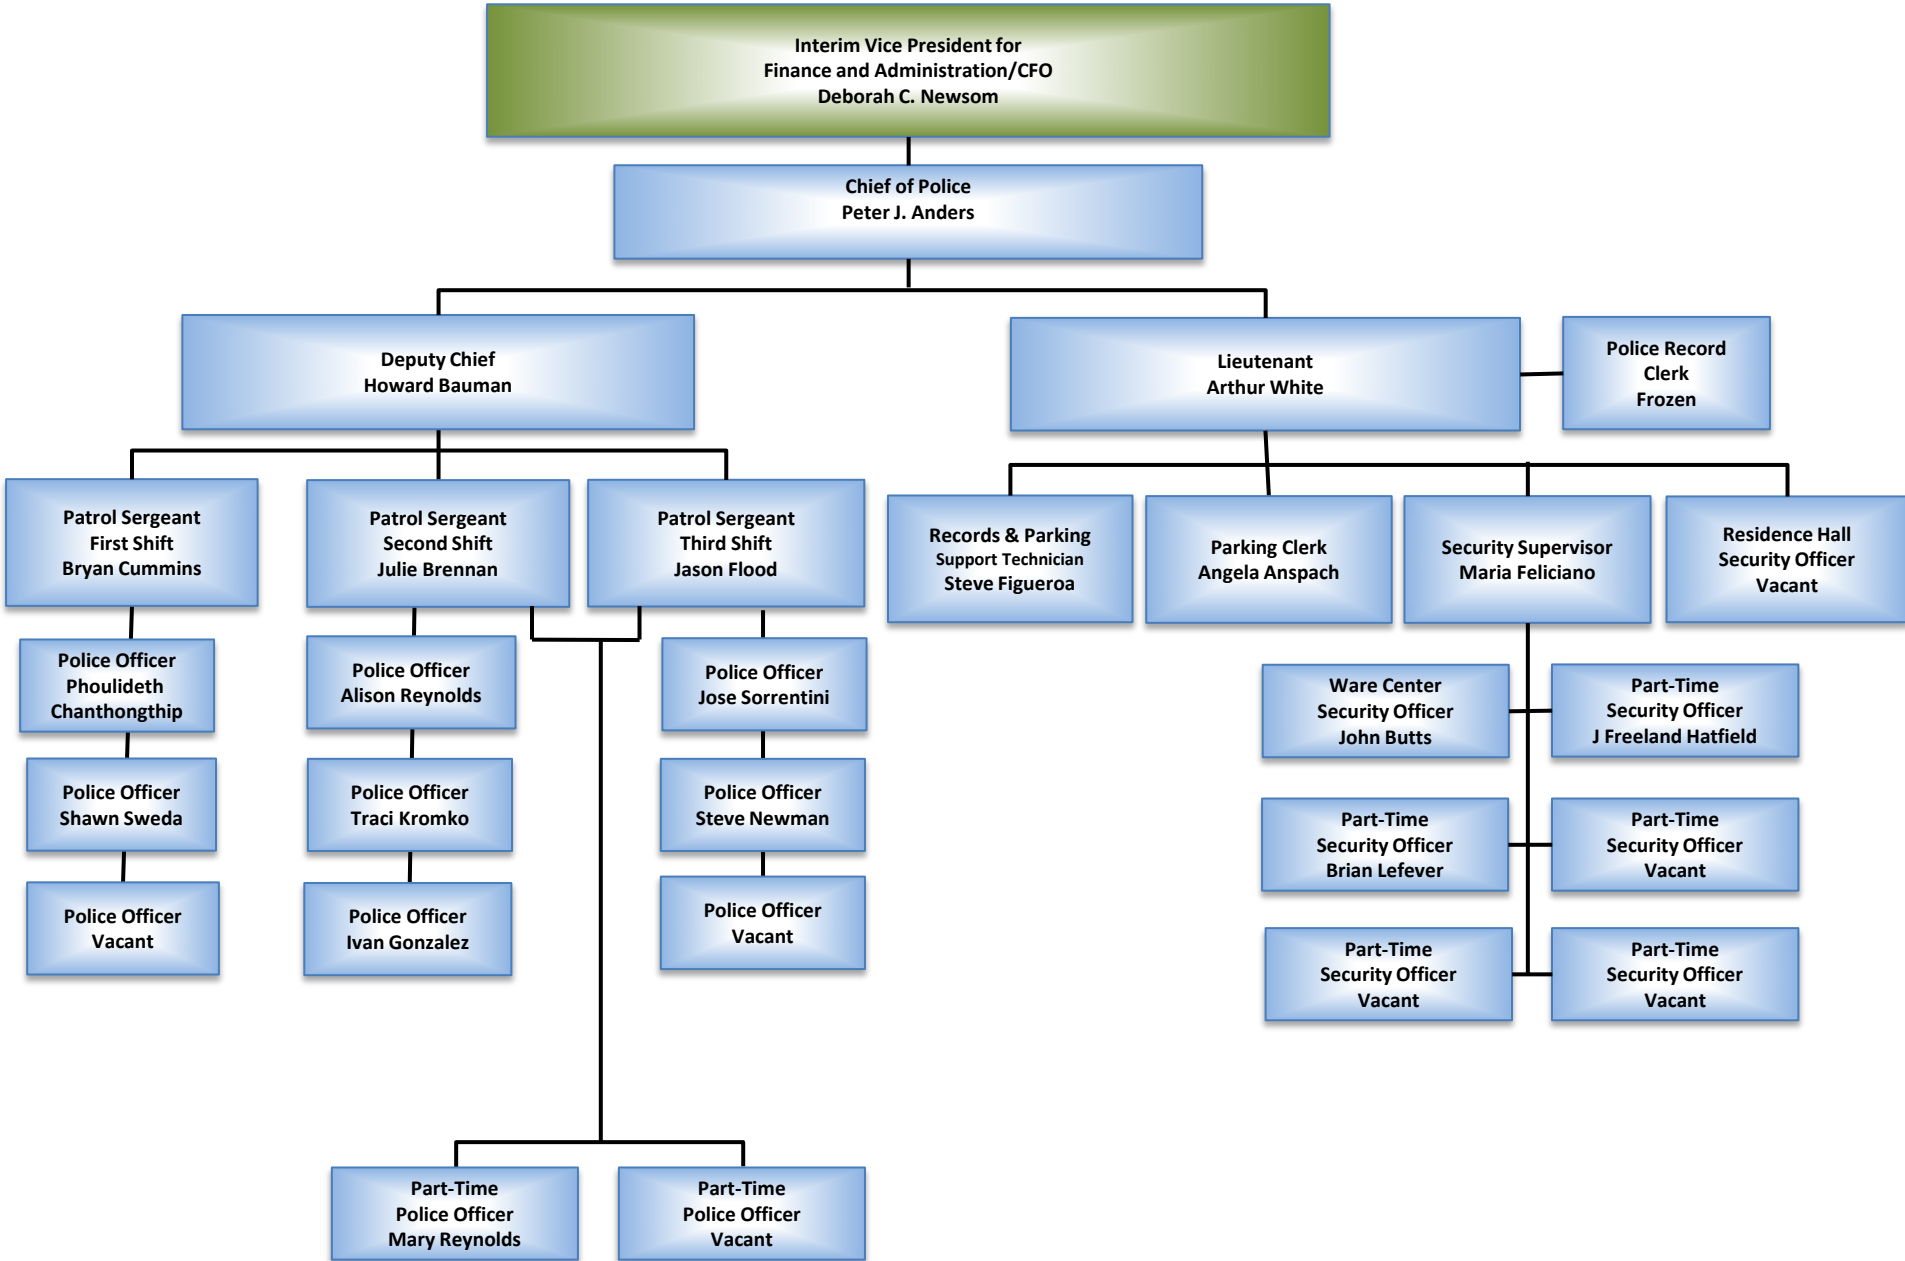 Interim Vice President for
Finance and Administration/CFO
Deborah C. Newsom
Chief of Police
Peter J. Anders
Deputy Chief
Howard Bauman
Lieutenant
Arthur White
Police Record
Clerk
Frozen
Patrol Sergeant
First Shift
Bryan Cummins
Patrol Sergeant
Second Shift
Julie Brennan
Patrol Sergeant
Third Shift
Jason Flood
Records & Parking
Support Technician
Steve Figueroa
Parking Clerk
Angela Anspach
Security Supervisor
Maria Feliciano
Residence Hall
Security Officer
Vacant
Police Officer
Phoulideth
Chanthongthip
Police Officer
Alison Reynolds
Police Officer
Jose Sorrentini
Ware Center
Security Officer
John Butts
Part-Time
Security Officer
J Freeland Hatfield
Police Officer
Shawn Sweda
Police Officer
Traci Kromko
Police Officer
Steve Newman
Part-Time
Security Officer
Brian Lefever
Part-Time
Security Officer
Vacant
Police Officer
Vacant
Police Officer
Ivan Gonzalez
Police Officer
Vacant
Part-Time
Security Officer
Vacant
Part-Time
Security Officer
Vacant
Part-Time
Police Officer
Mary Reynolds
Part-Time
Police Officer
Vacant